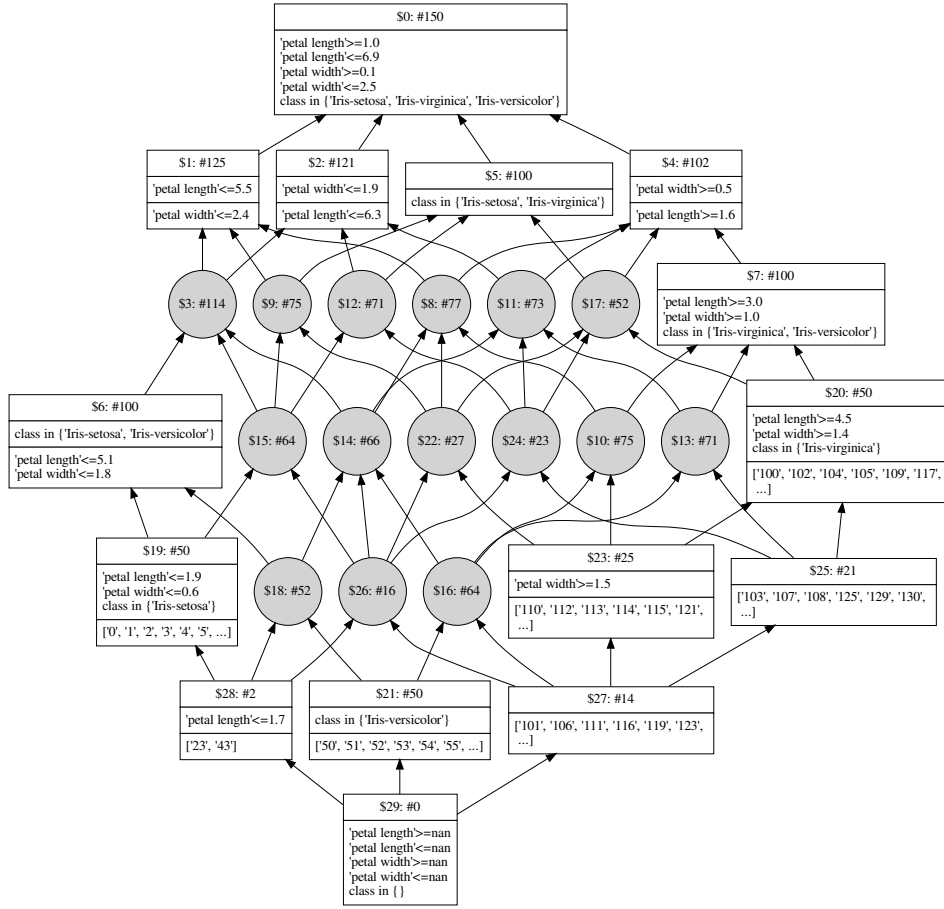 $0: #150
'petal length'>=1.0
'petal length'<=6.9
'petal width'>=0.1
'petal width'<=2.5
class in {'Iris-setosa', 'Iris-virginica', 'Iris-versicolor'}
$1: #125
'petal length'<=5.5
'petal width'<=2.4
$2: #121
'petal width'<=1.9
'petal length'<=6.3
$5: #100
class in {'Iris-setosa', 'Iris-virginica'}
$4: #102
'petal width'>=0.5
'petal length'>=1.6
$3: #114
$9: #75
$12: #71
$8: #77
$11: #73
$17: #52
$7: #100
'petal length'>=3.0
'petal width'>=1.0
class in {'Iris-virginica', 'Iris-versicolor'}
$6: #100
class in {'Iris-setosa', 'Iris-versicolor'}
'petal length'<=5.1
'petal width'<=1.8
$15: #64
$14: #66
$22: #27
$24: #23
$10: #75
$13: #71
$20: #50
'petal length'>=4.5
'petal width'>=1.4
class in {'Iris-virginica'}
['100', '102', '104', '105', '109', '117',
...]
$19: #50
'petal length'<=1.9
'petal width'<=0.6
class in {'Iris-setosa'}
['0', '1', '2', '3', '4', '5', ...]
$18: #52
$26: #16
$16: #64
$23: #25
'petal width'>=1.5
['110', '112', '113', '114', '115', '121',
...]
$25: #21
['103', '107', '108', '125', '129', '130',
...]
$28: #2
'petal length'<=1.7
['23', '43']
$21: #50
class in {'Iris-versicolor'}
['50', '51', '52', '53', '54', '55', ...]
$27: #14
['101', '106', '111', '116', '119', '123',
...]
$29: #0
'petal length'>=nan
'petal length'<=nan
'petal width'>=nan
'petal width'<=nan
class in {}